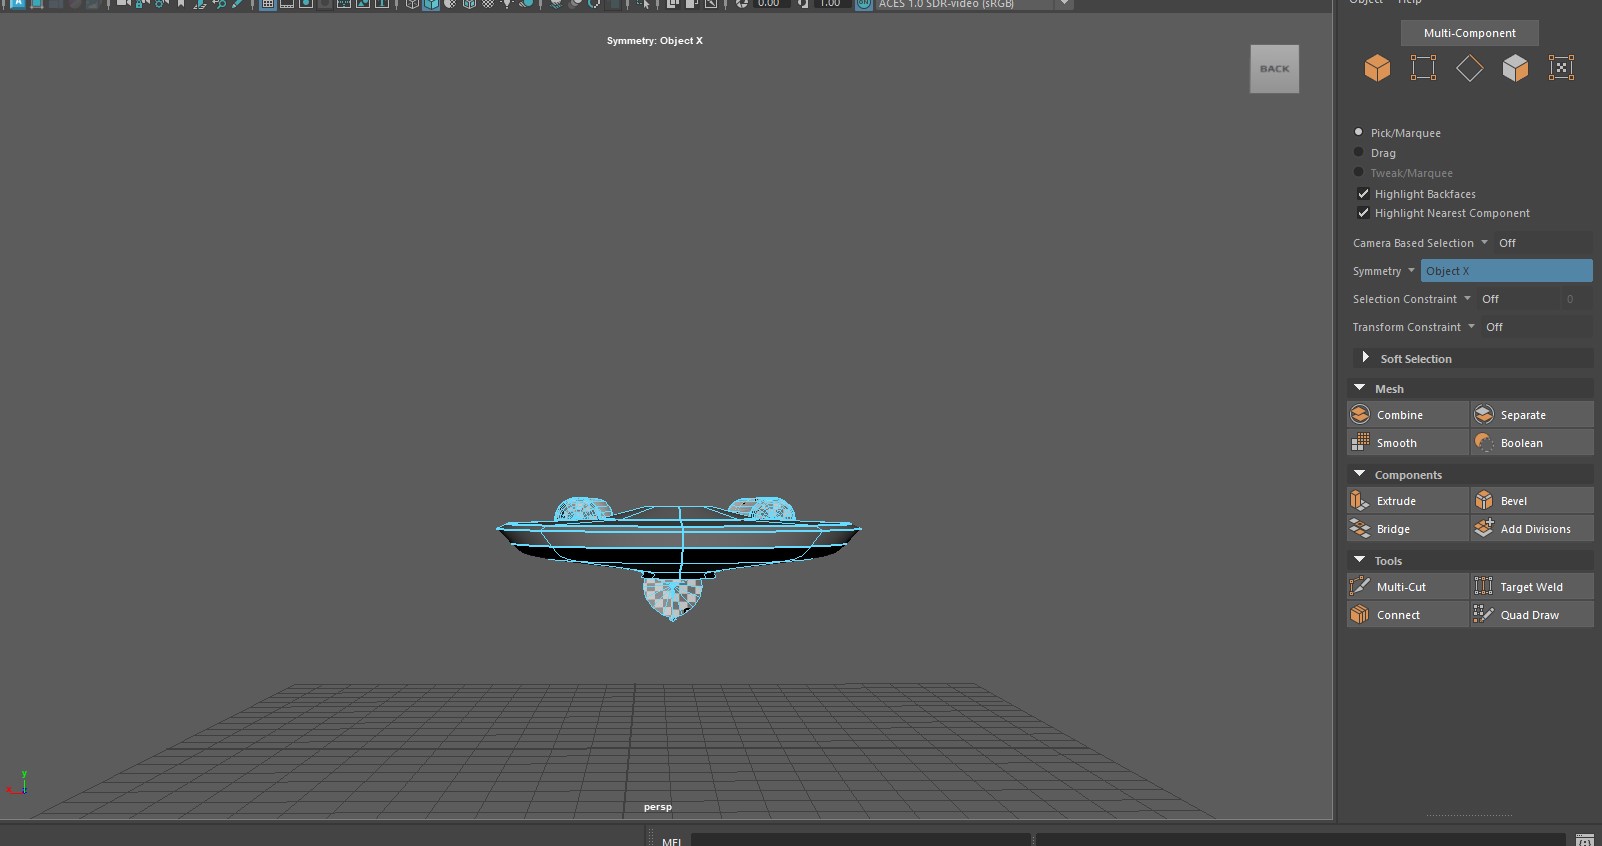 0.00 1.00 ACES 1.0 SDR-video (sRGB)
Object Help
Symmetry: Object X
BACK
Multi-Component
Pick/Marquee
Drag
Tweak/Marquee
Highlight Backfaces
Highlight Nearest Component
Camera Based Selection Off
Symmetry Object X
Selection Constraint Off 0
Transform Constraint Off
Soft Selection
Mesh
Combine Separate
Smooth Boolean
Components
Extrude Bevel
Bridge Add Divisions
Tools
Multi-Cut Target Weld
Connect Quad Draw
y
x
persp
MEL